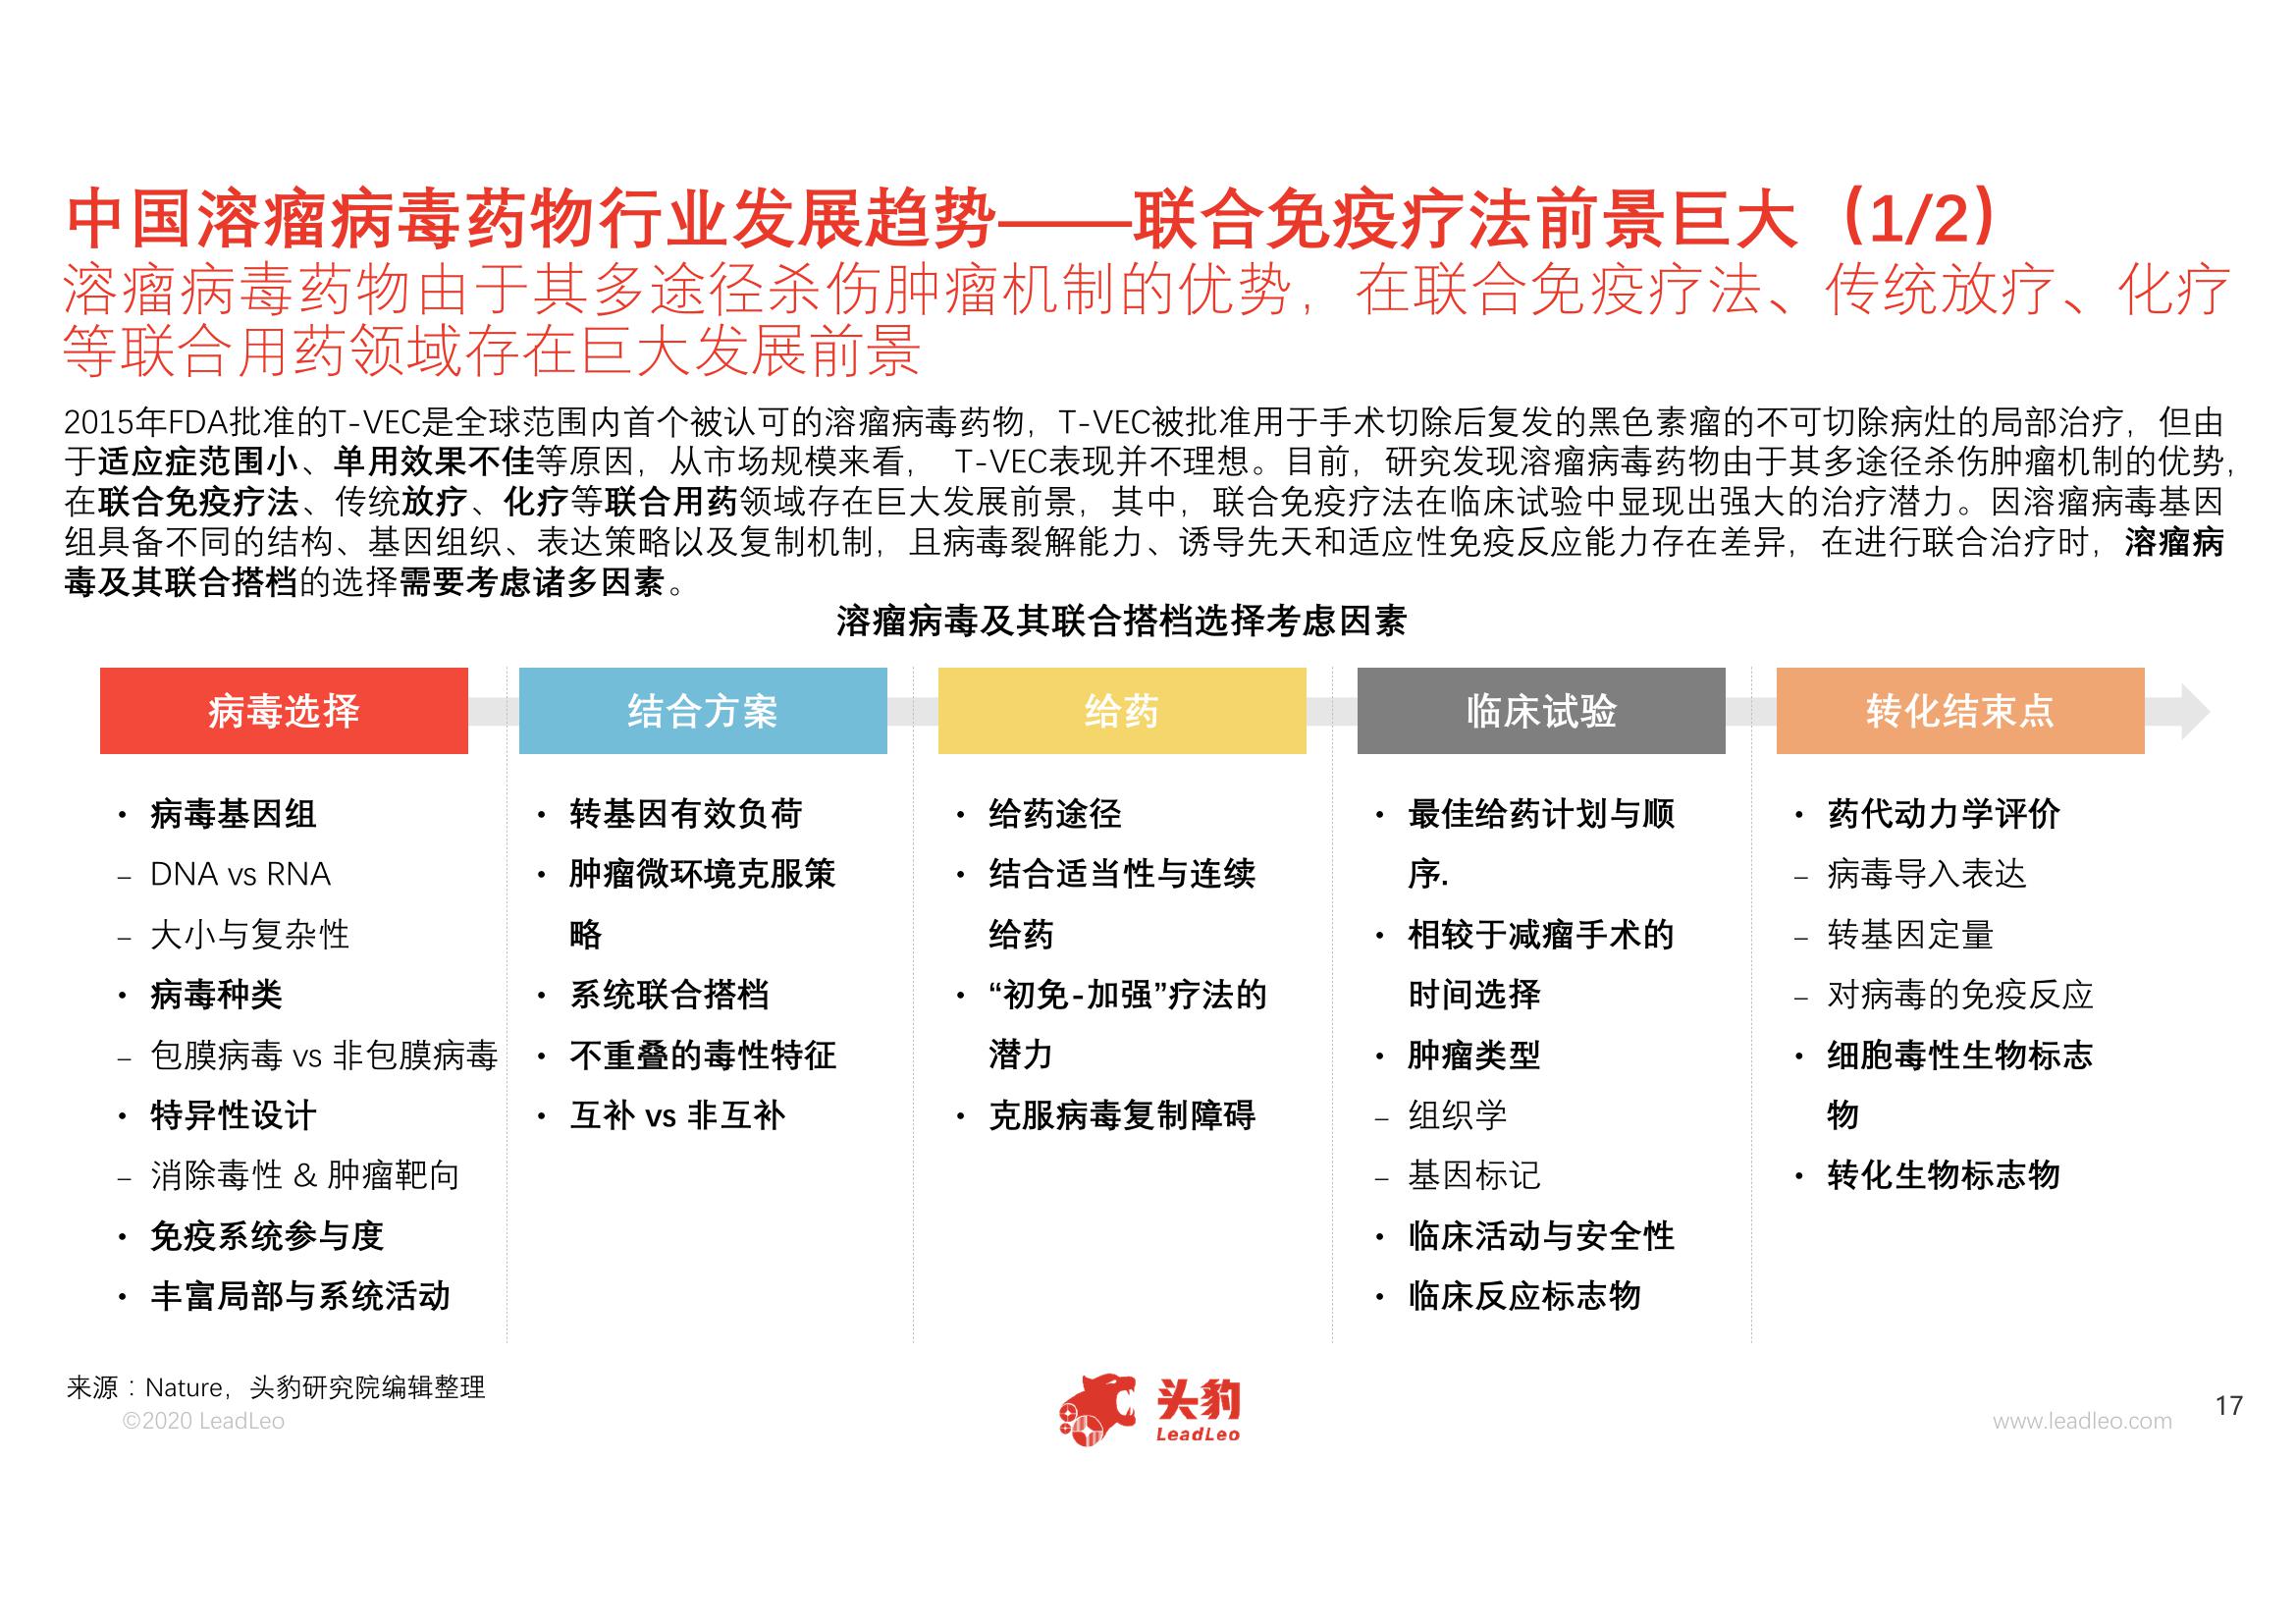 中国溶瘤病毒药物行业发展趋势——联合免疫疗法前景巨大（1/2）
溶瘤病毒药物由于其多途径杀伤肿瘤机制的优势，在联合免疫疗法、传统放疗、化疗
等联合用药领域存在巨大发展前景
2015年FDA批准的T-VEC是全球范围内首个被认可的溶瘤病毒药物，T-VEC被批准用于手术切除后复发的黑色素瘤的不可切除病灶的局部治疗，但由
于适应症范围小、单用效果不佳等原因，从市场规模来看， T-VEC表现并不理想。目前，研究发现溶瘤病毒药物由于其多途径杀伤肿瘤机制的优势，
在联合免疫疗法、传统放疗、化疗等联合用药领域存在巨大发展前景，其中，联合免疫疗法在临床试验中显现出强大的治疗潜力。因溶瘤病毒基因
组具备不同的结构、基因组织、表达策略以及复制机制，且病毒裂解能力、诱导先天和适应性免疫反应能力存在差异，在进行联合治疗时，溶瘤病
毒及其联合搭档的选择需要考虑诸多因素。
溶瘤病毒及其联合搭档选择考虑因素
病毒选择
• 病毒基因组
– DNA vs RNA
– 大小与复杂性
• 病毒种类
– 包膜病毒 vs 非包膜病毒
• 特异性设计
– 消除毒性 & 肿瘤靶向
• 免疫系统参与度
• 丰富局部与系统活动
结合方案
• 转基因有效负荷
• 肿瘤微环境克服策
略
• 系统联合搭档
• 不重叠的毒性特征
• 互补 vs 非互补
给药
• 给药途径
• 结合适当性与连续
给药
• “初免-加强”疗法的
潜力
• 克服病毒复制障碍
临床试验
• 最佳给药计划与顺
序.
• 相较于减瘤手术的
时间选择
• 肿瘤类型
– 组织学
– 基因标记
• 临床活动与安全性
• 临床反应标志物
转化结束点
• 药代动力学评价
– 病毒导入表达
– 转基因定量
– 对病毒的免疫反应
• 细胞毒性生物标志
物
• 转化生物标志物
来源：Nature，头豹研究院编辑整理
©2020 LeadLeo
头豹
LeadLeo
www.leadleo.com
17